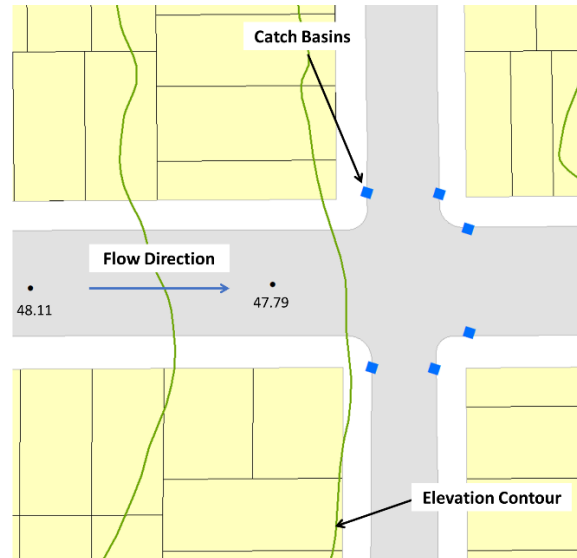 Catch Basins
Flow Direction
48.11
47.79
Elevation Contour